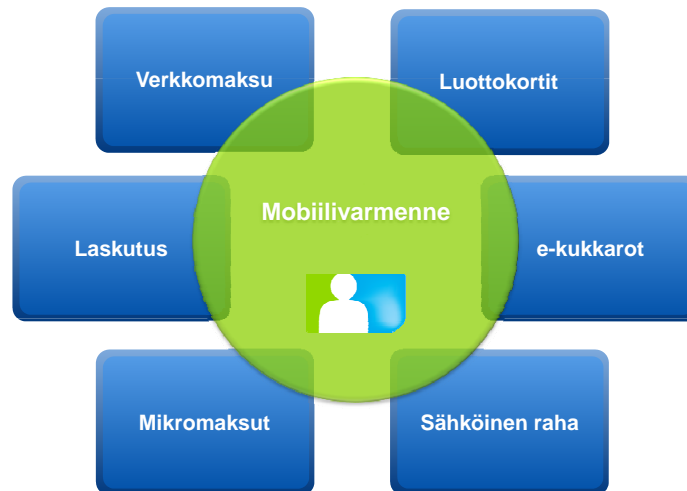 Verkkomaksu
Luottokortit
Mobiilivarmenne
Laskutus
e-kukkarot
Mikromaksut
Sähköinen raha